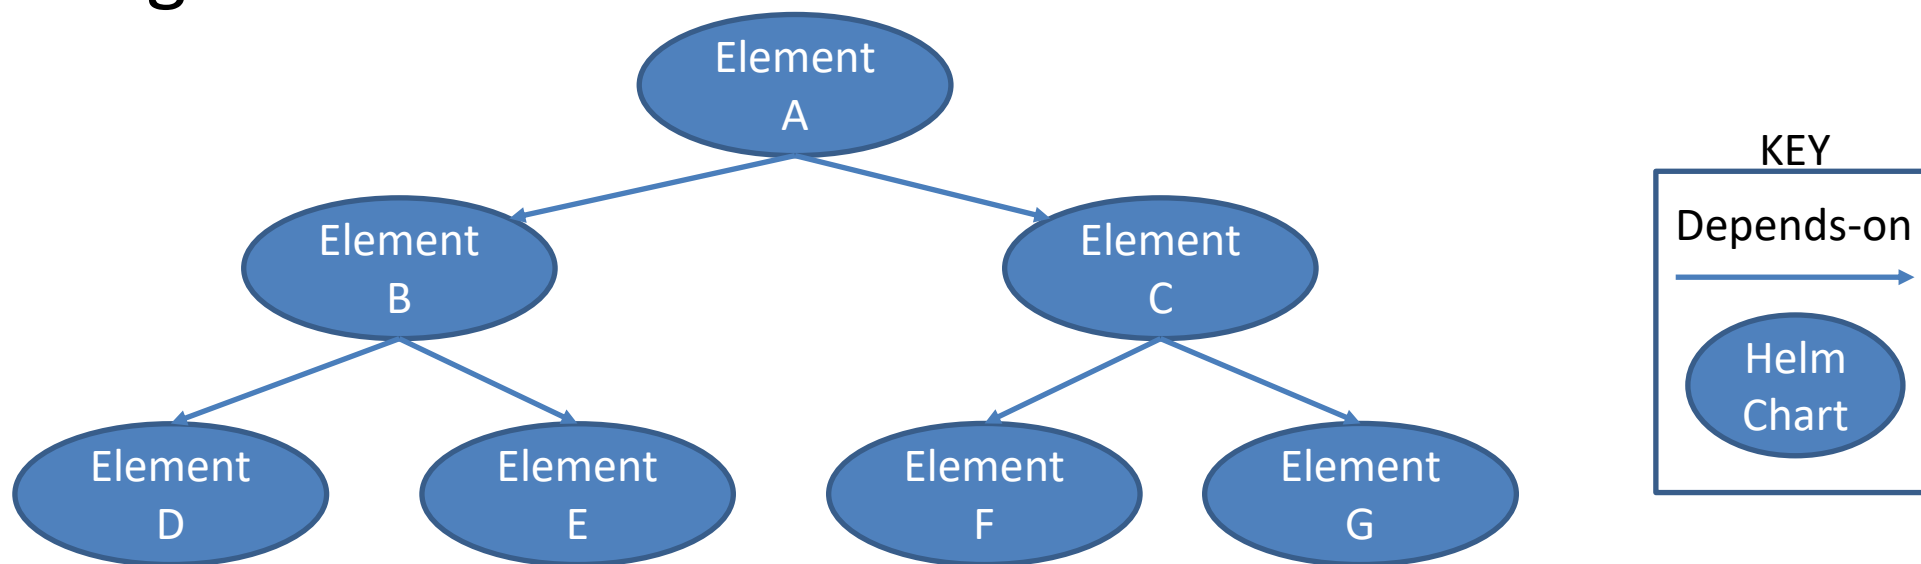 Element
A
Element
B
Element
C
Element
D
Element
E
Element
F
Element
G
KEY
Depends-on
Helm
Chart